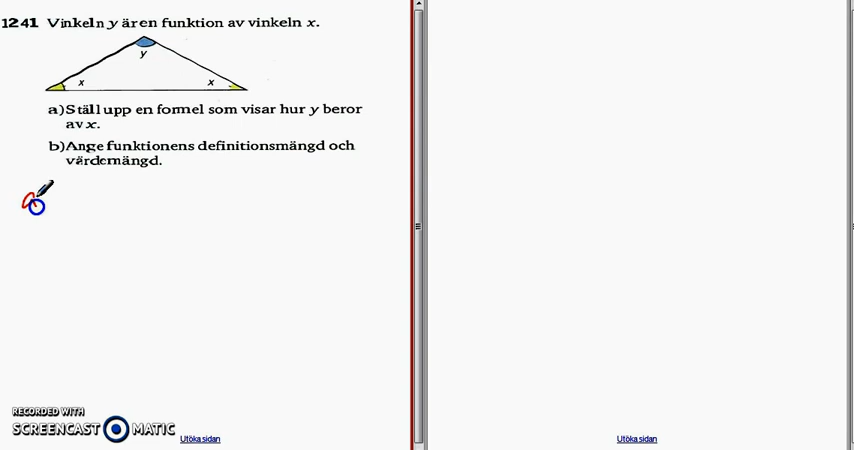 1241 Vinkeln y är en funktion av vinkeln x.
y
x x
a) Ställ upp en formel som visar hur y beror
av x.
b) Ange funktionens definitionsmängd och
värdemängd.
RECORDED WITH
SCREENCAST MATIC
Utöka sidan
Utöka sidan